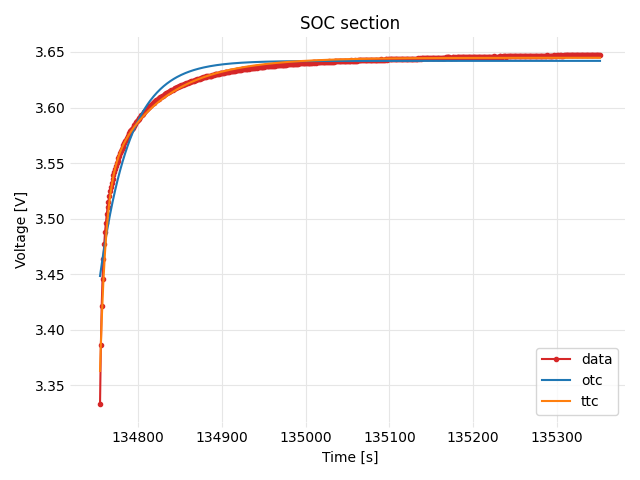 SOC section
Voltage [V]
3.65
3.60
3.55
3.50
3.45
3.40
3.35
134800 134900 135000 135100 135200 135300
Time [s]
data
otc
ttc